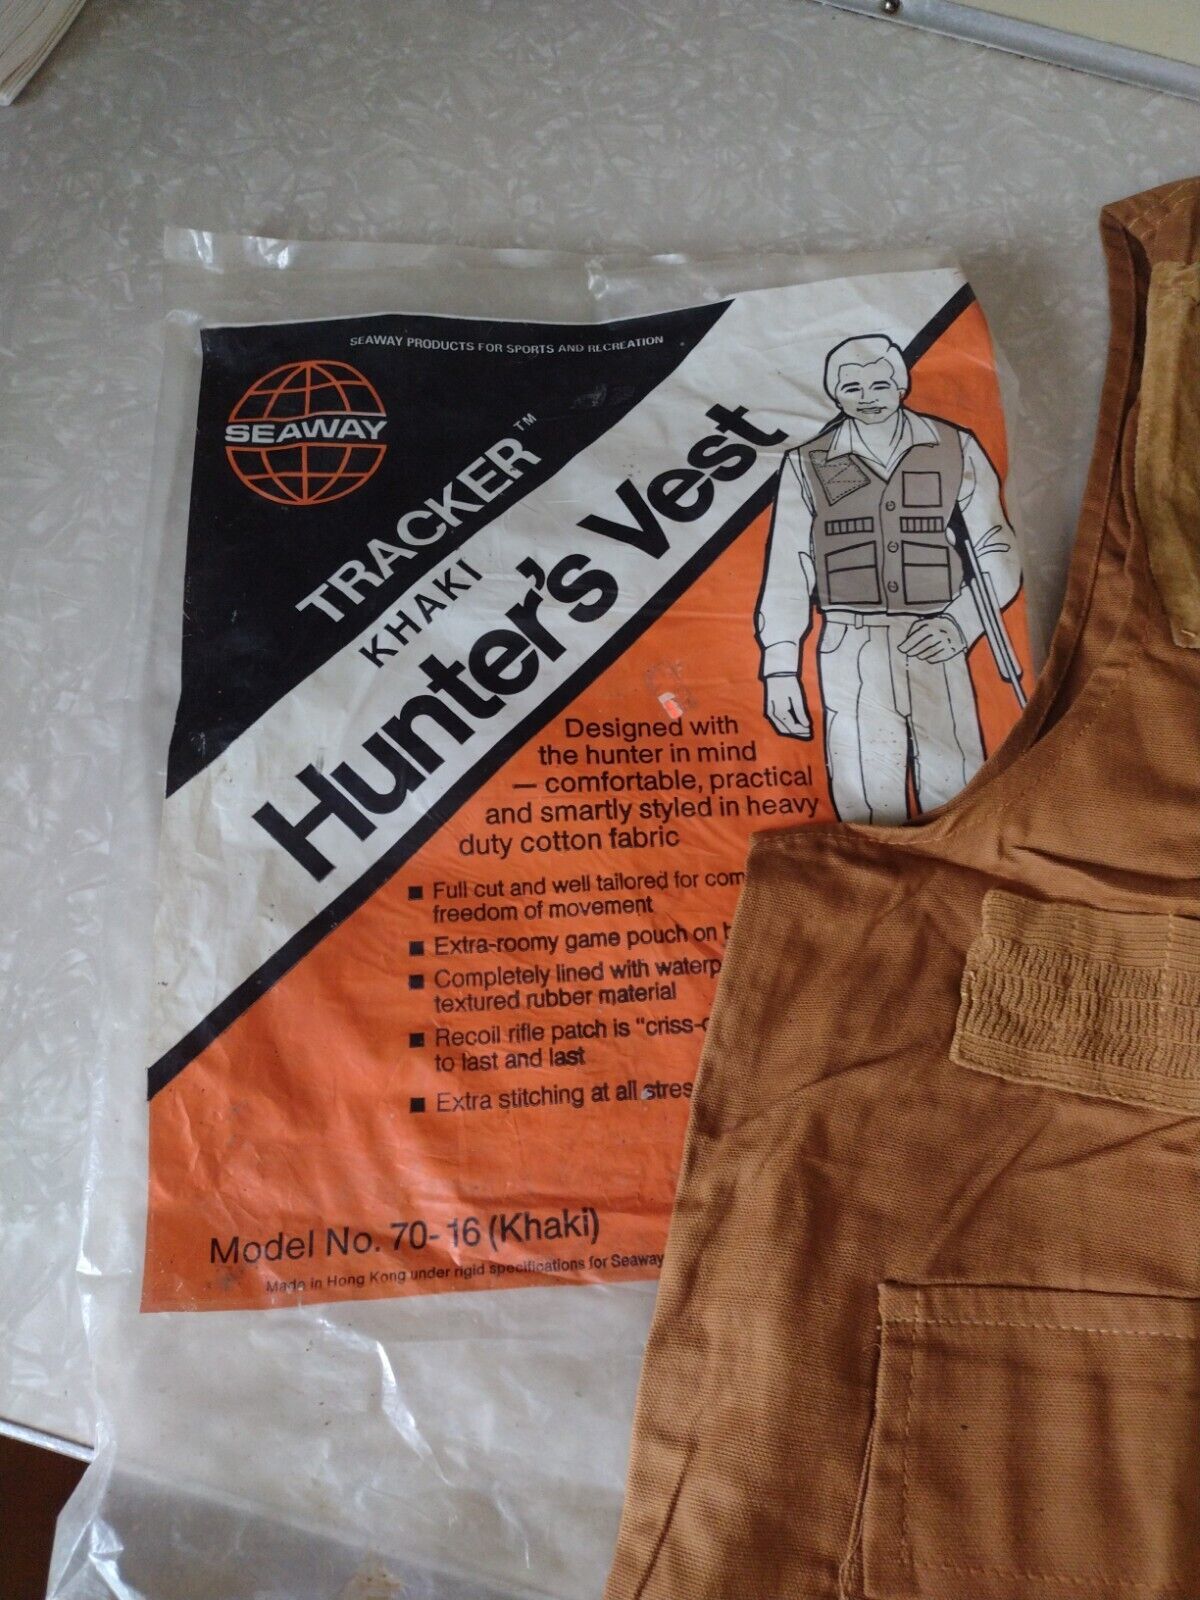 SEAWAY PRODUCTS FOR SPORTS AND RECREATION
SEAWAY
TRACKER™
KHAKI
Hunter's Vest
Designed with
the hunter in mind
— comfortable, practical
and smartly styled in heavy
duty cotton fabric
■ Full cut and well tailored for com
freedom of movement
■ Extra-roomy game pouch on
■ Completely lined with waterp
textured rubber material
■ Recoil rifle patch is "criss-
to last and last
■ Extra stitching at all stres
Model No. 70-16 (Khaki)
Made in Hong Kong under rigid specifications for Seaway